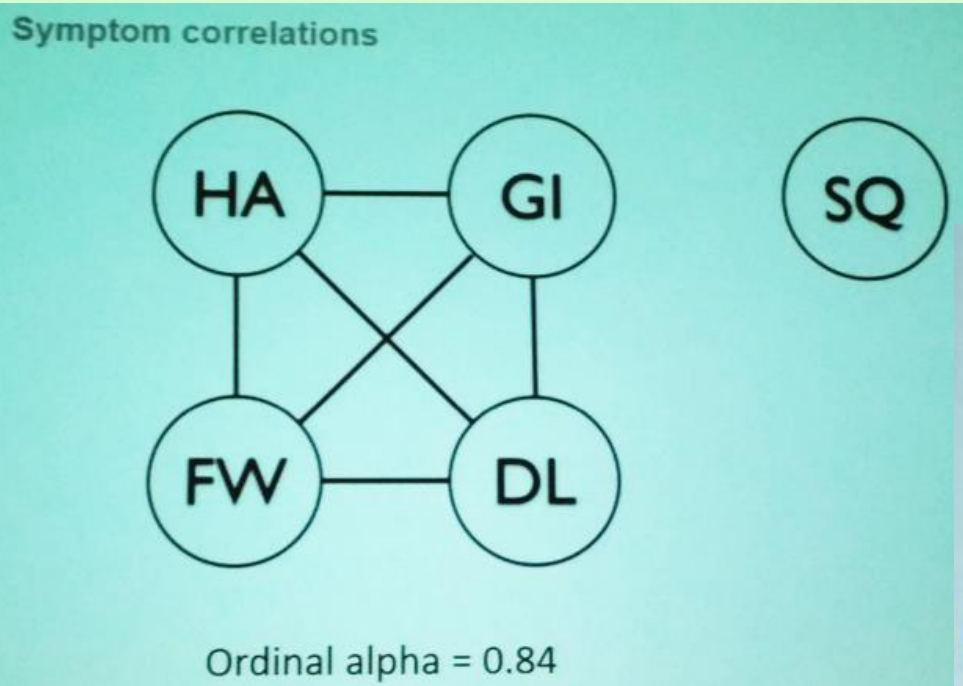 Symptom correlations
HA GI SQ
FW DL
Ordinal alpha = 0.84